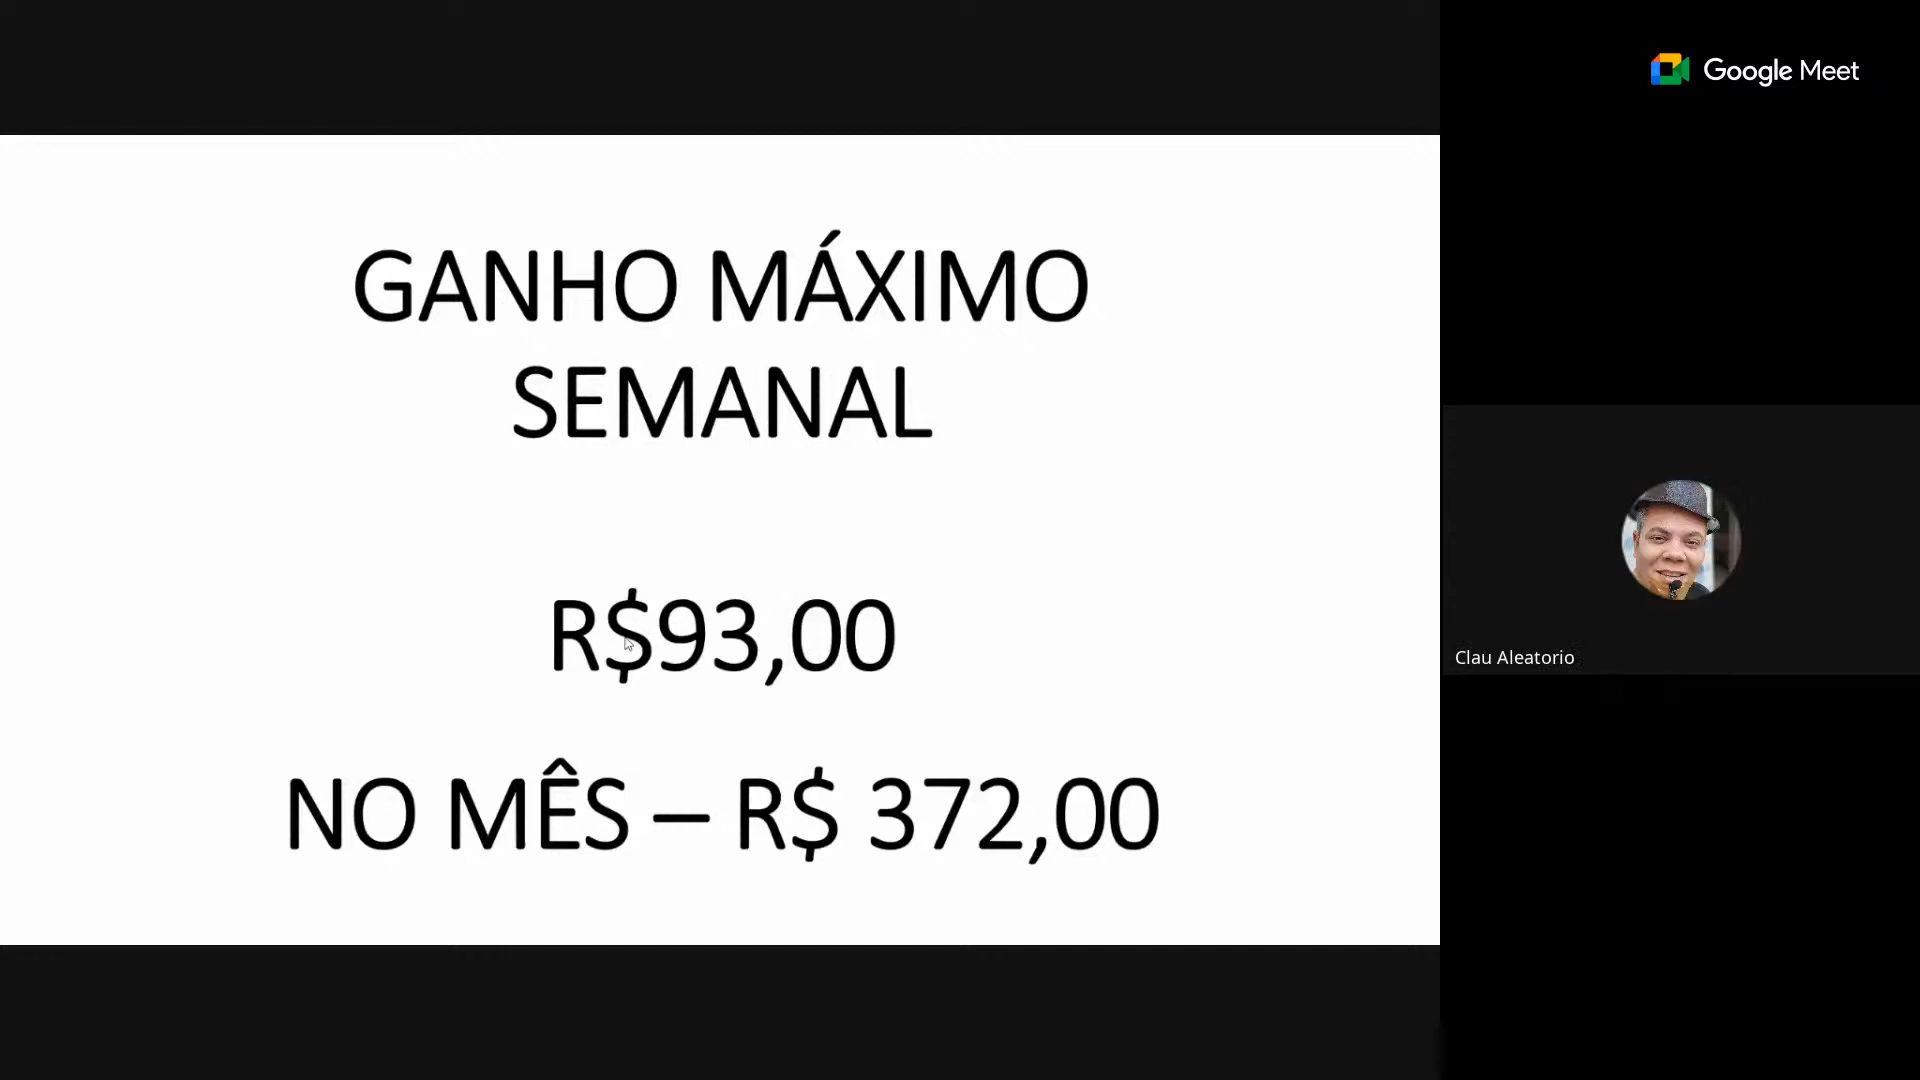 Google Meet
GANHO MÁXIMO
SEMANAL
R$93,00
NO MÊS – R$ 372,00
Clau Aleatorio